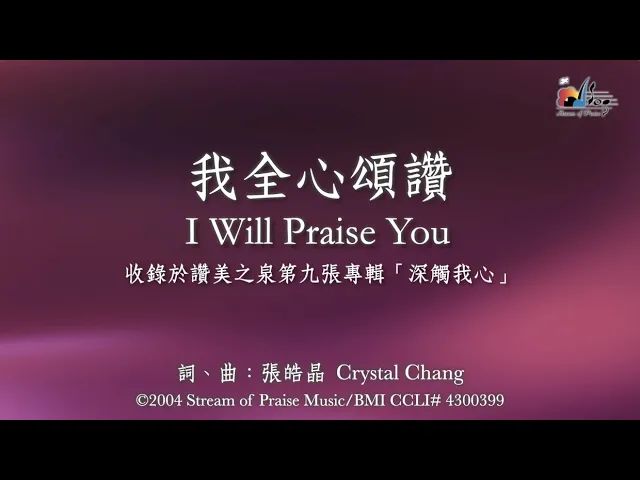 Stream of Praise
我全心頌讚
I Will Praise You
收錄於讚美之泉第九張專輯「深觸我心」
詞、曲：張皓晶 Crystal Chang
©2004 Stream of Praise Music/BMI CCLI# 4300399